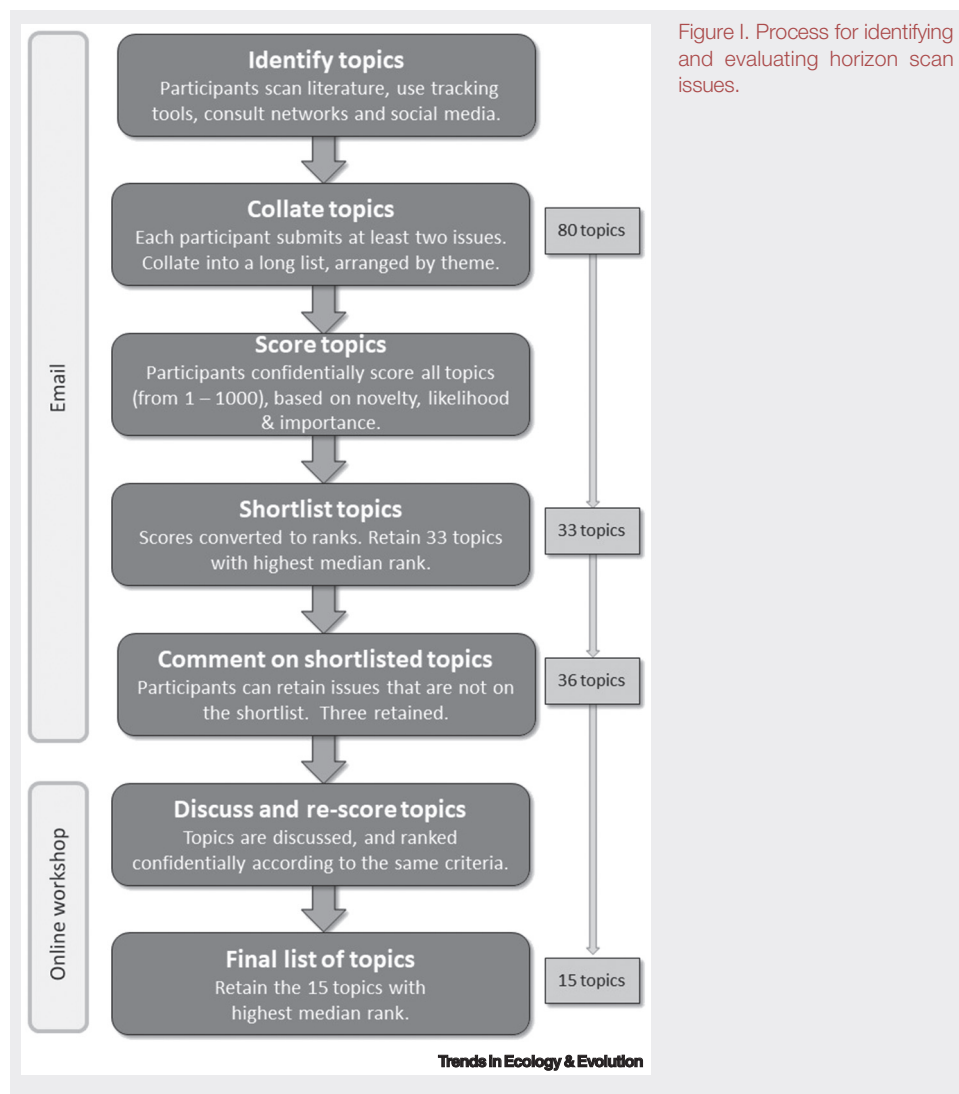 Figure I. Process for identifying
and evaluating horizon scan
issues.
Email
Identify topics
Participants scan literature, use tracking
tools, consult networks and social media.
Collate topics
Each participant submits at least two issues.
Collate into a long list, arranged by theme.
80 topics
Score topics
Participants confidentially score all topics
(from 1 – 1000), based on novelty, likelihood
& importance.
Shortlist topics
Scores converted to ranks. Retain 33 topics
with highest median rank.
33 topics
Comment on shortlisted topics
Participants can retain issues that are not on
the shortlist. Three retained.
36 topics
Online workshop
Discuss and re-score topics
Topics are discussed, and ranked
confidentially according to the same criteria.
Final list of topics
Retain the 15 topics with
highest median rank.
15 topics
Trends in Ecology & Evolution